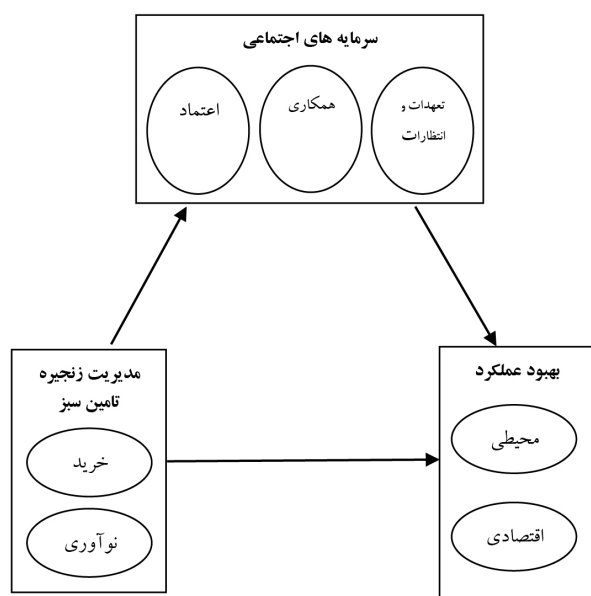 سرمایه های اجتماعی
تعهدات و
انتظارات
همکاری
اعتماد
بهبود عملکرد
محیطی
اقتصادی
مدیریت زنجیره
تامین سبز
خرید
نوآوری